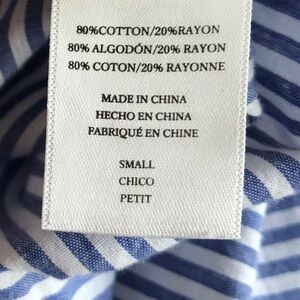 80%COTTON/20%RAYON
80% ALGODÓN/20% RAYON
80% COTON/20% RAYONNE
MADE IN CHINA
HECHO EN CHINA
FABRIQUÉ EN CHINE
SMALL
CHICO
PETIT